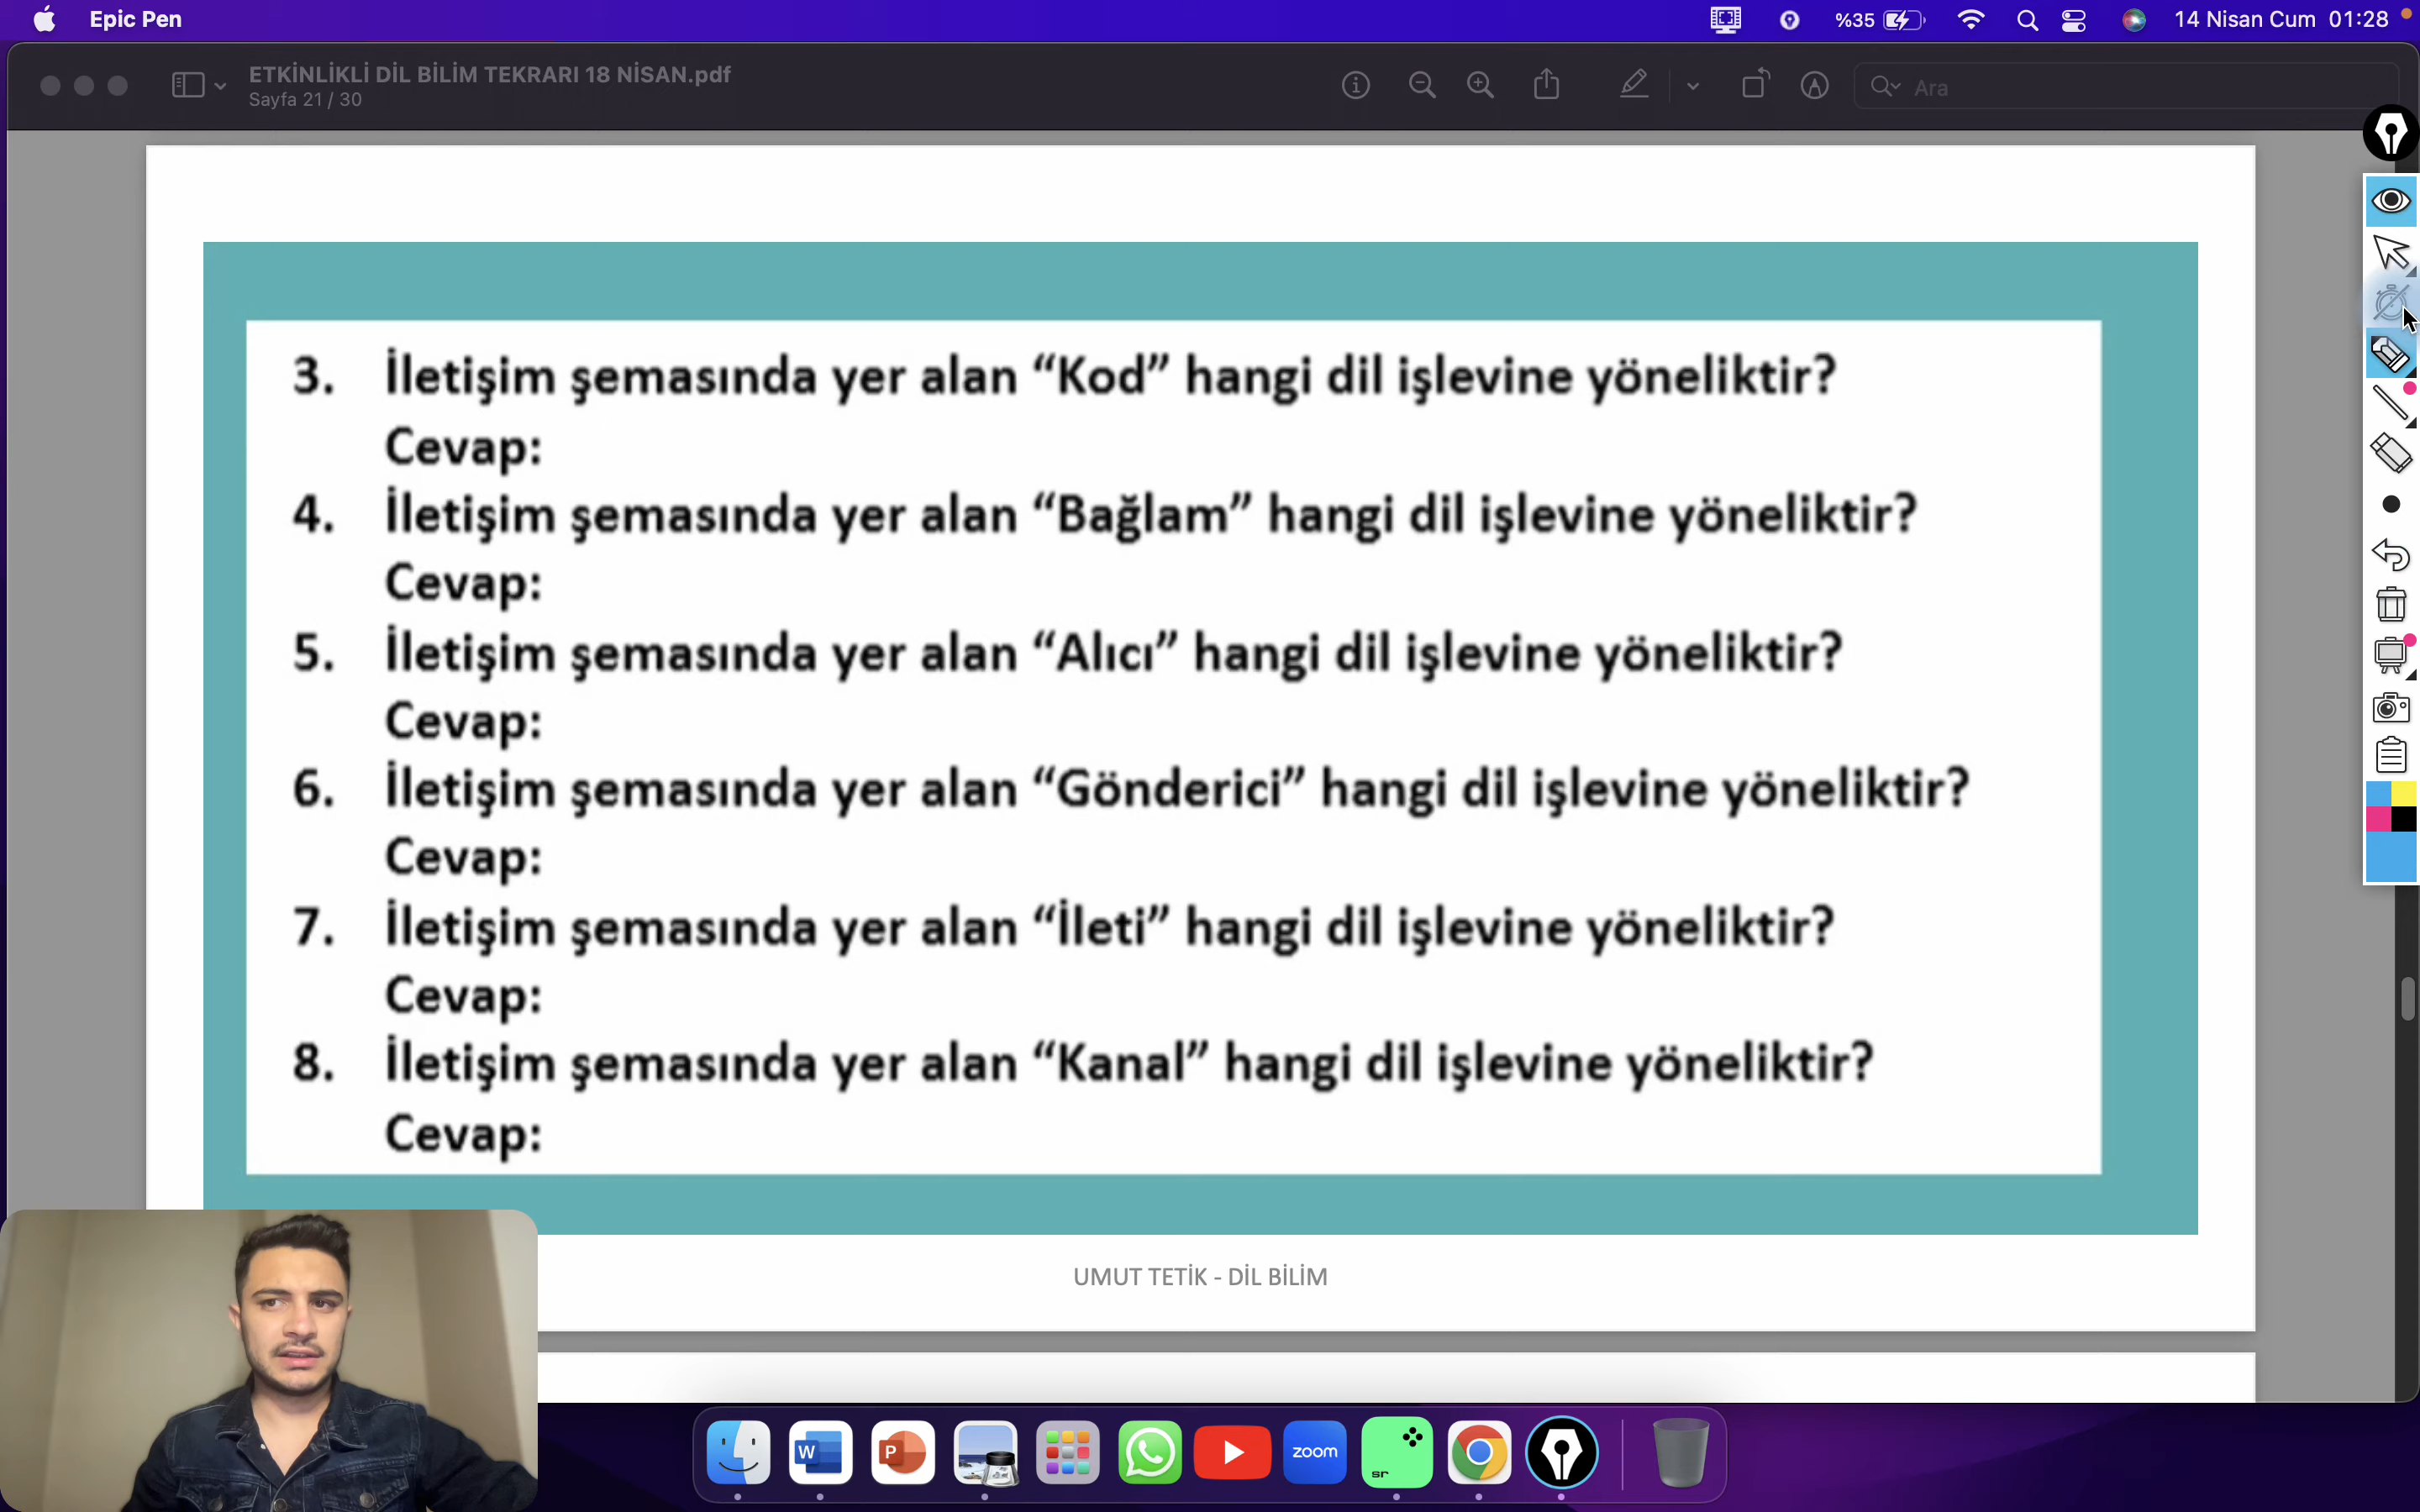 Epic Pen
%35
14 Nisan Cum 01:28
ETKİNLİKLİ DİL BİLİM TEKRARI 18 NİSAN.pdf
Sayfa 21 / 30
Ara
3. İletişim şemasında yer alan “Kod” hangi dil işlevine yöneliktir?
Cevap:
4. İletişim şemasında yer alan “Bağlam” hangi dil işlevine yöneliktir?
Cevap:
5. İletişim şemasında yer alan “Alıcı” hangi dil işlevine yöneliktir?
Cevap:
6. İletişim şemasında yer alan “Gönderici” hangi dil işlevine yöneliktir?
Cevap:
7. İletişim şemasında yer alan “İleti” hangi dil işlevine yöneliktir?
Cevap:
8. İletişim şemasında yer alan “Kanal” hangi dil işlevine yöneliktir?
Cevap:
UMUT TETİK - DİL BİLİM
W
P
zoom
sr